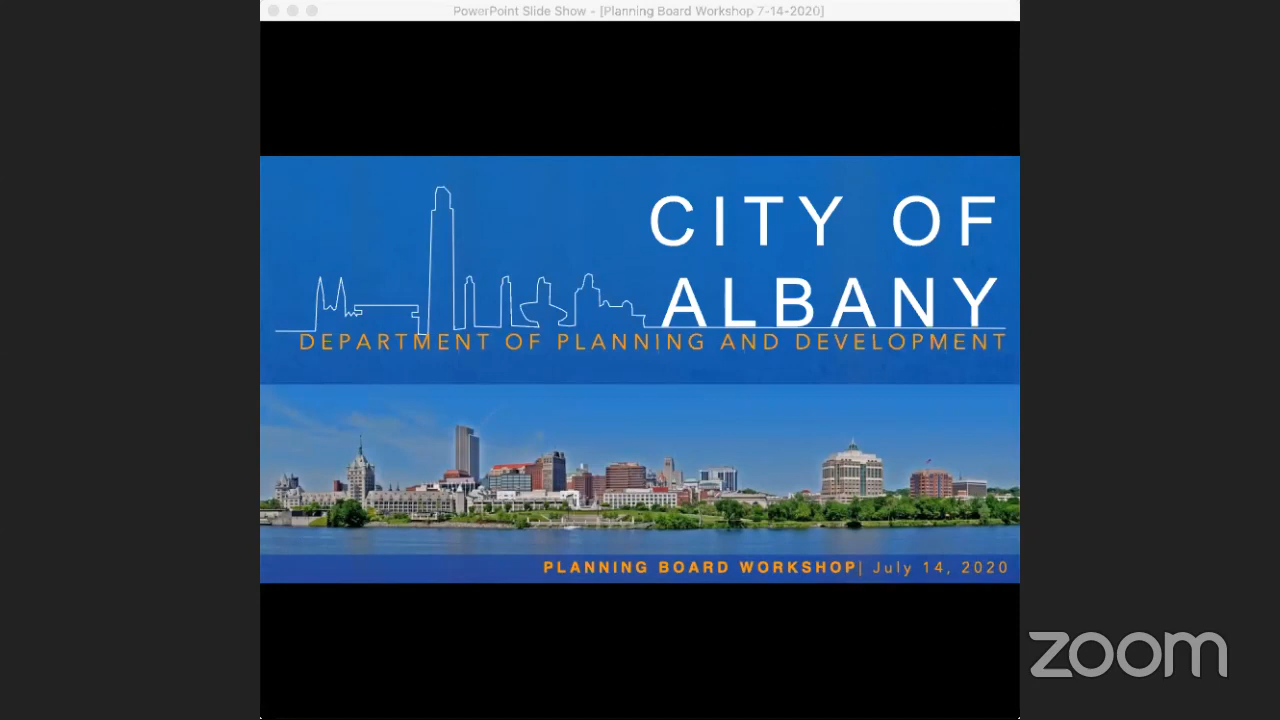 PowerPoint Slide Show - [Planning Board Workshop 7-14-2020]
CITY OF
ALBANY
DEPARTMENT OF PLANNING AND DEVELOPMENT
PLANNING BOARD WORKSHOP| July 14, 2020
zoom